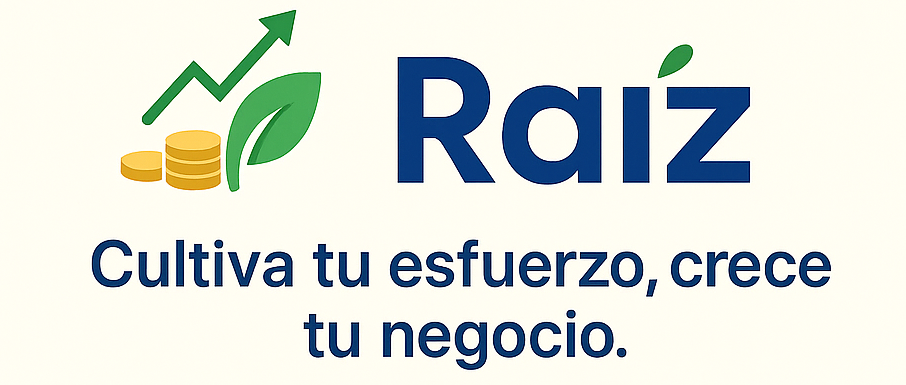 Raíz
Cultiva tu esfuerzo, crece
tu negocio.